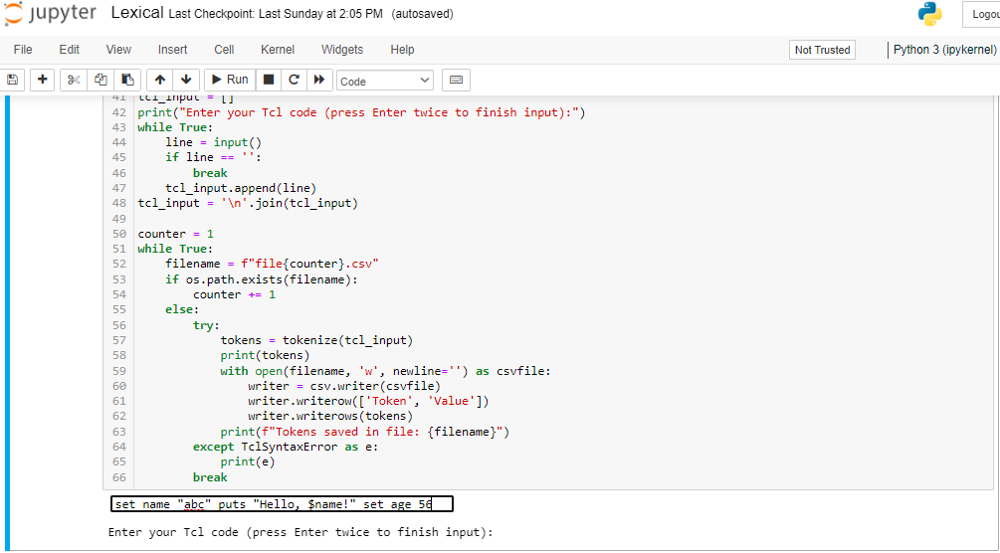 jupyter Lexical Last Checkpoint: Last Sunday at 2:05 PM (autosaved)
Logou
File Edit View Insert Cell Kernel Widgets Help Not Trusted Python 3 (ipykernel)
Run Code
41 tcl_input = []
42 print("Enter your Tcl code (press Enter twice to finish input):")
43 while True:
44     line = input()
45     if line == '':
46         break
47     tcl_input.append(line)
48 tcl_input = '\n'.join(tcl_input)
49
50 counter = 1
51 while True:
52     filename = f"file{counter}.csv"
53     if os.path.exists(filename):
54         counter += 1
55     else:
56         try:
57             tokens = tokenize(tcl_input)
58             print(tokens)
59             with open(filename, 'w', newline='') as csvfile:
60                 writer = csv.writer(csvfile)
61                 writer.writerow(['Token', 'Value'])
62                 writer.writerows(tokens)
63             print(f"Tokens saved in file: {filename}")
64         except TclSyntaxError as e:
65             print(e)
66         break
set name "abc" puts "Hello, $name!" set age 56
Enter your Tcl code (press Enter twice to finish input):